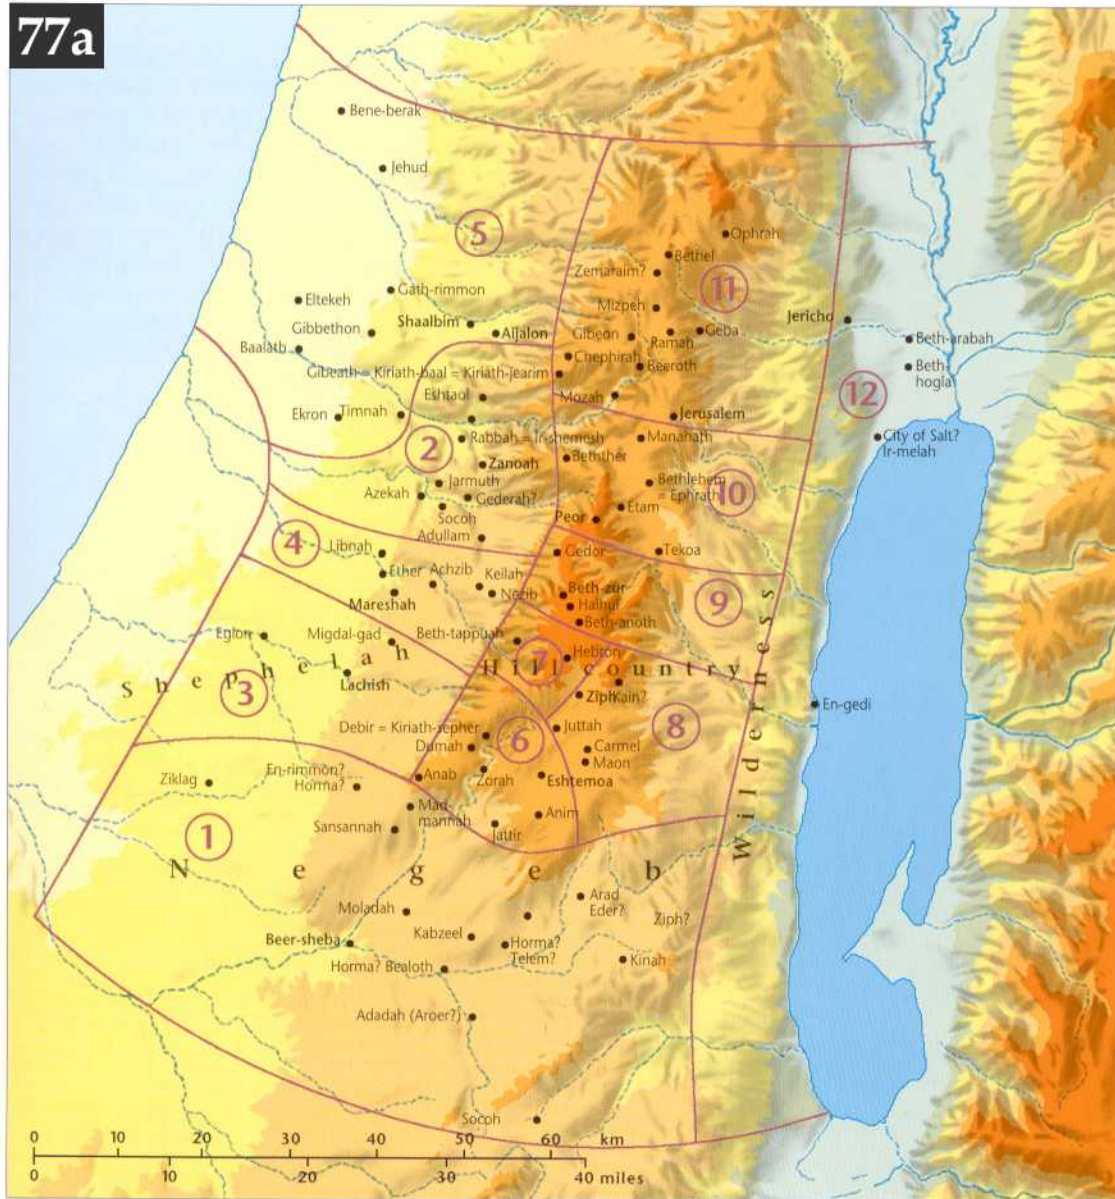 77a
Bene-berak
Jehud
5
Ophrah
Bethel
Zemaraim?
11
Gath-rimmon
Eltekeh
Mizpeh
Jericho
Shaalbim
Gibbethon
Aijalon
Gibeon
Ramah
Geba
Beth-arabah
Baalath
Chephirah
Beeroth
Beth-
hogla
Gibeath = Kiriath-baal = Kiriath-jearim
12
Eshtaol
Mozah
Ekron
Timnah
Jerusalem
2
Rabbah = Ir-shemesh
Manahath
City of Salt?
Ir-melah
Zanoah
Bethther
Jarmuth
Bethlehem
= Ephrath
10
Azekah
Gederah?
Socoh
Etam
Peor
Adullam
4
Libnah
Gedor
Tekoa
Ether
Achzib
Keilah
Nezib
Beth-zur
Mareshah
Halhul
9
Beth-anoth
Eglon
Migdal-gad
Beth-tappuah
Hebron
Shephelah
7
Hill country
Lachish
Ziph
Kain?
3
En-gedi
Debir = Kiriath-sepher
6
Juttah
8
Dumah
Carmel
Maon
Wilderness
En-rimmon?
Horma?
Anab
Zorah
Eshtemoa
Ziklag
Mad-
mannah
Anim
Sansannah
Jattir
1
Negeb
Arad
Eder?
Moladah
Ziph?
Beer-sheba
Kabzeel
Horma?
Telem?
Kinah
Horma? Bealoth
Adadah (Aroer?)
Socoh
0 10 20 30 40 50 60 km
0 20 30 40 miles